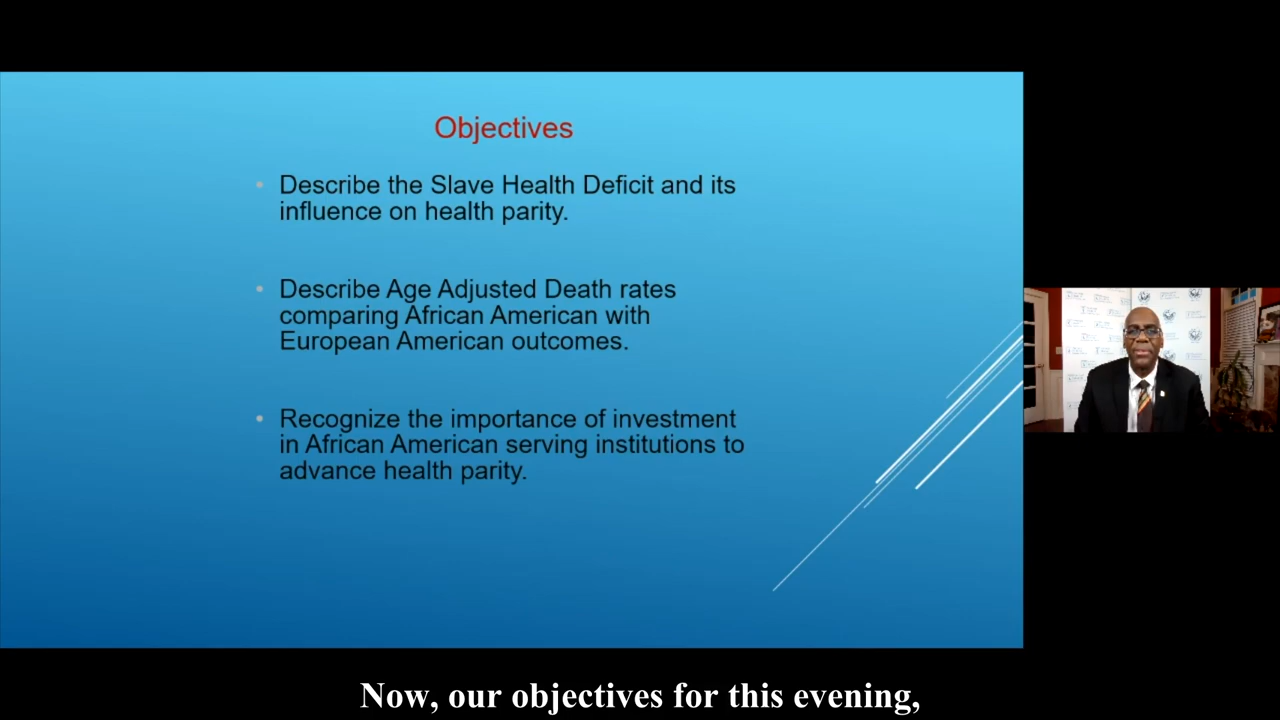 Objectives
Describe the Slave Health Deficit and its
influence on health parity.
Describe Age Adjusted Death rates
comparing African American with
European American outcomes.
Recognize the importance of investment
in African American serving institutions to
advance health parity.
Now, our objectives for this evening,